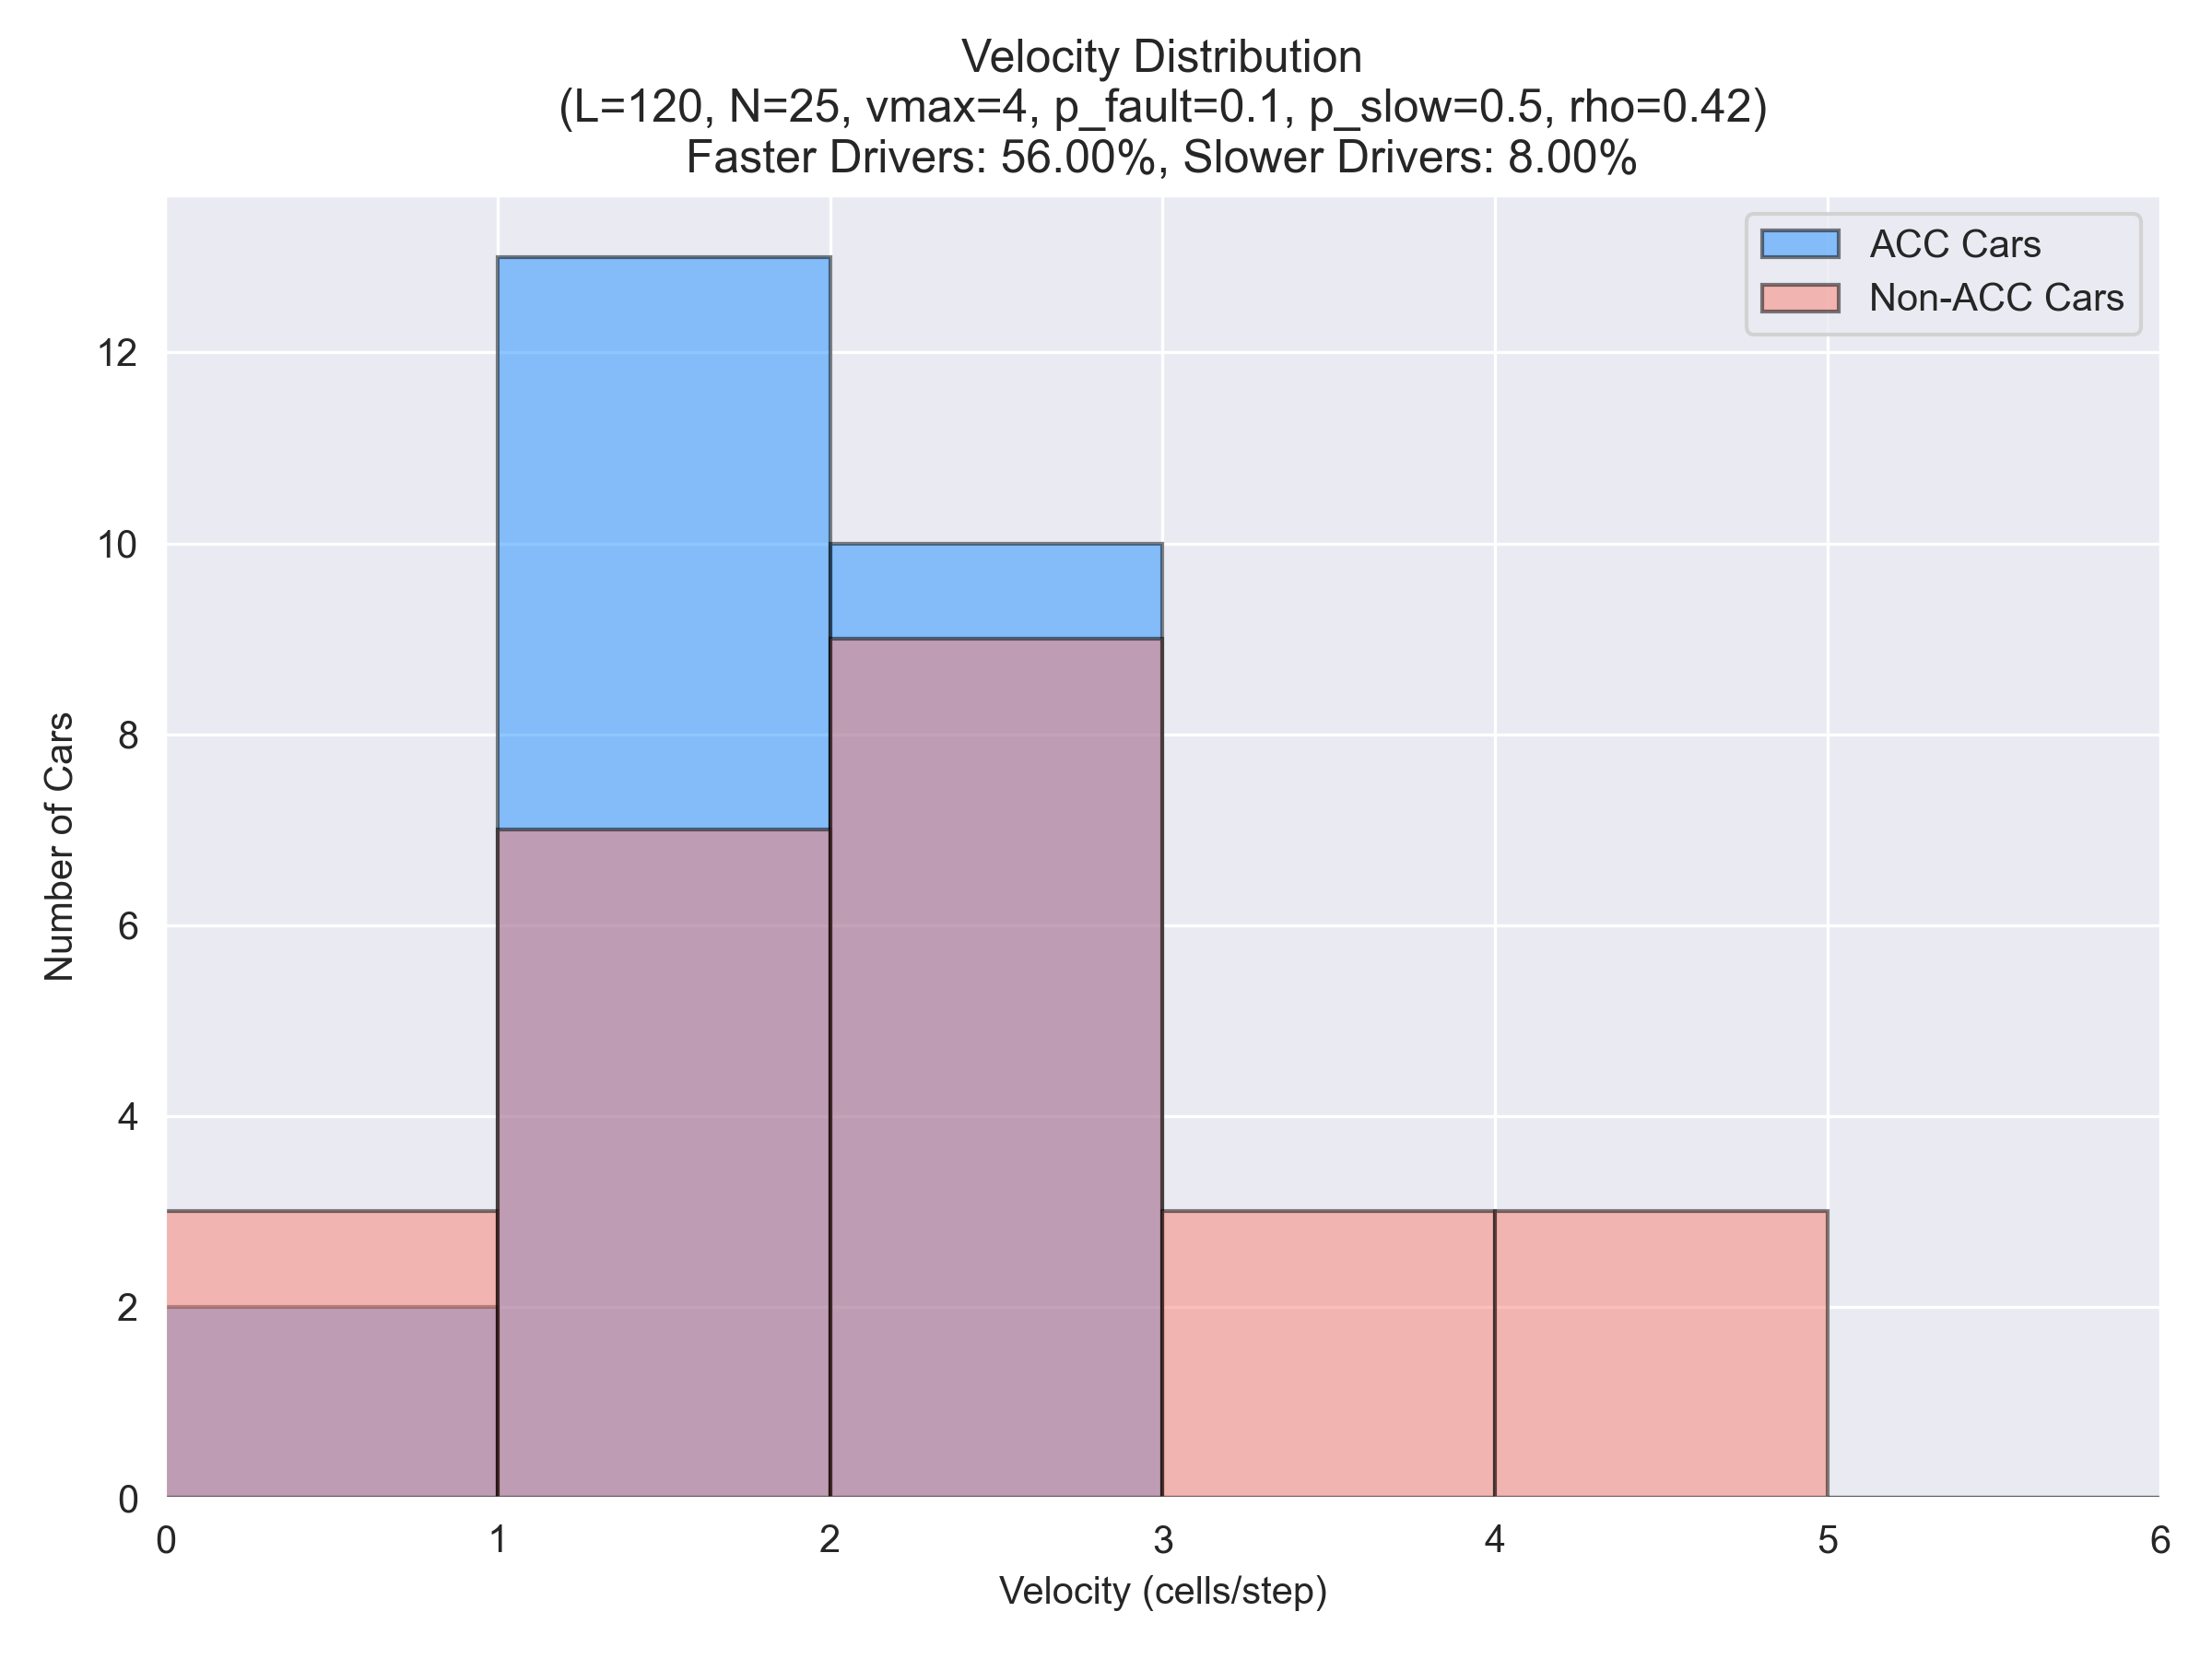 Velocity Distribution
(L=120, N=25, vmax=4, p_fault=0.1, p_slow=0.5, rho=0.42)
Faster Drivers: 56.00%, Slower Drivers: 8.00%
ACC Cars
Non-ACC Cars
Number of Cars
12
10
8
6
4
2
0
0 1 2 3 4 5 6
Velocity (cells/step)